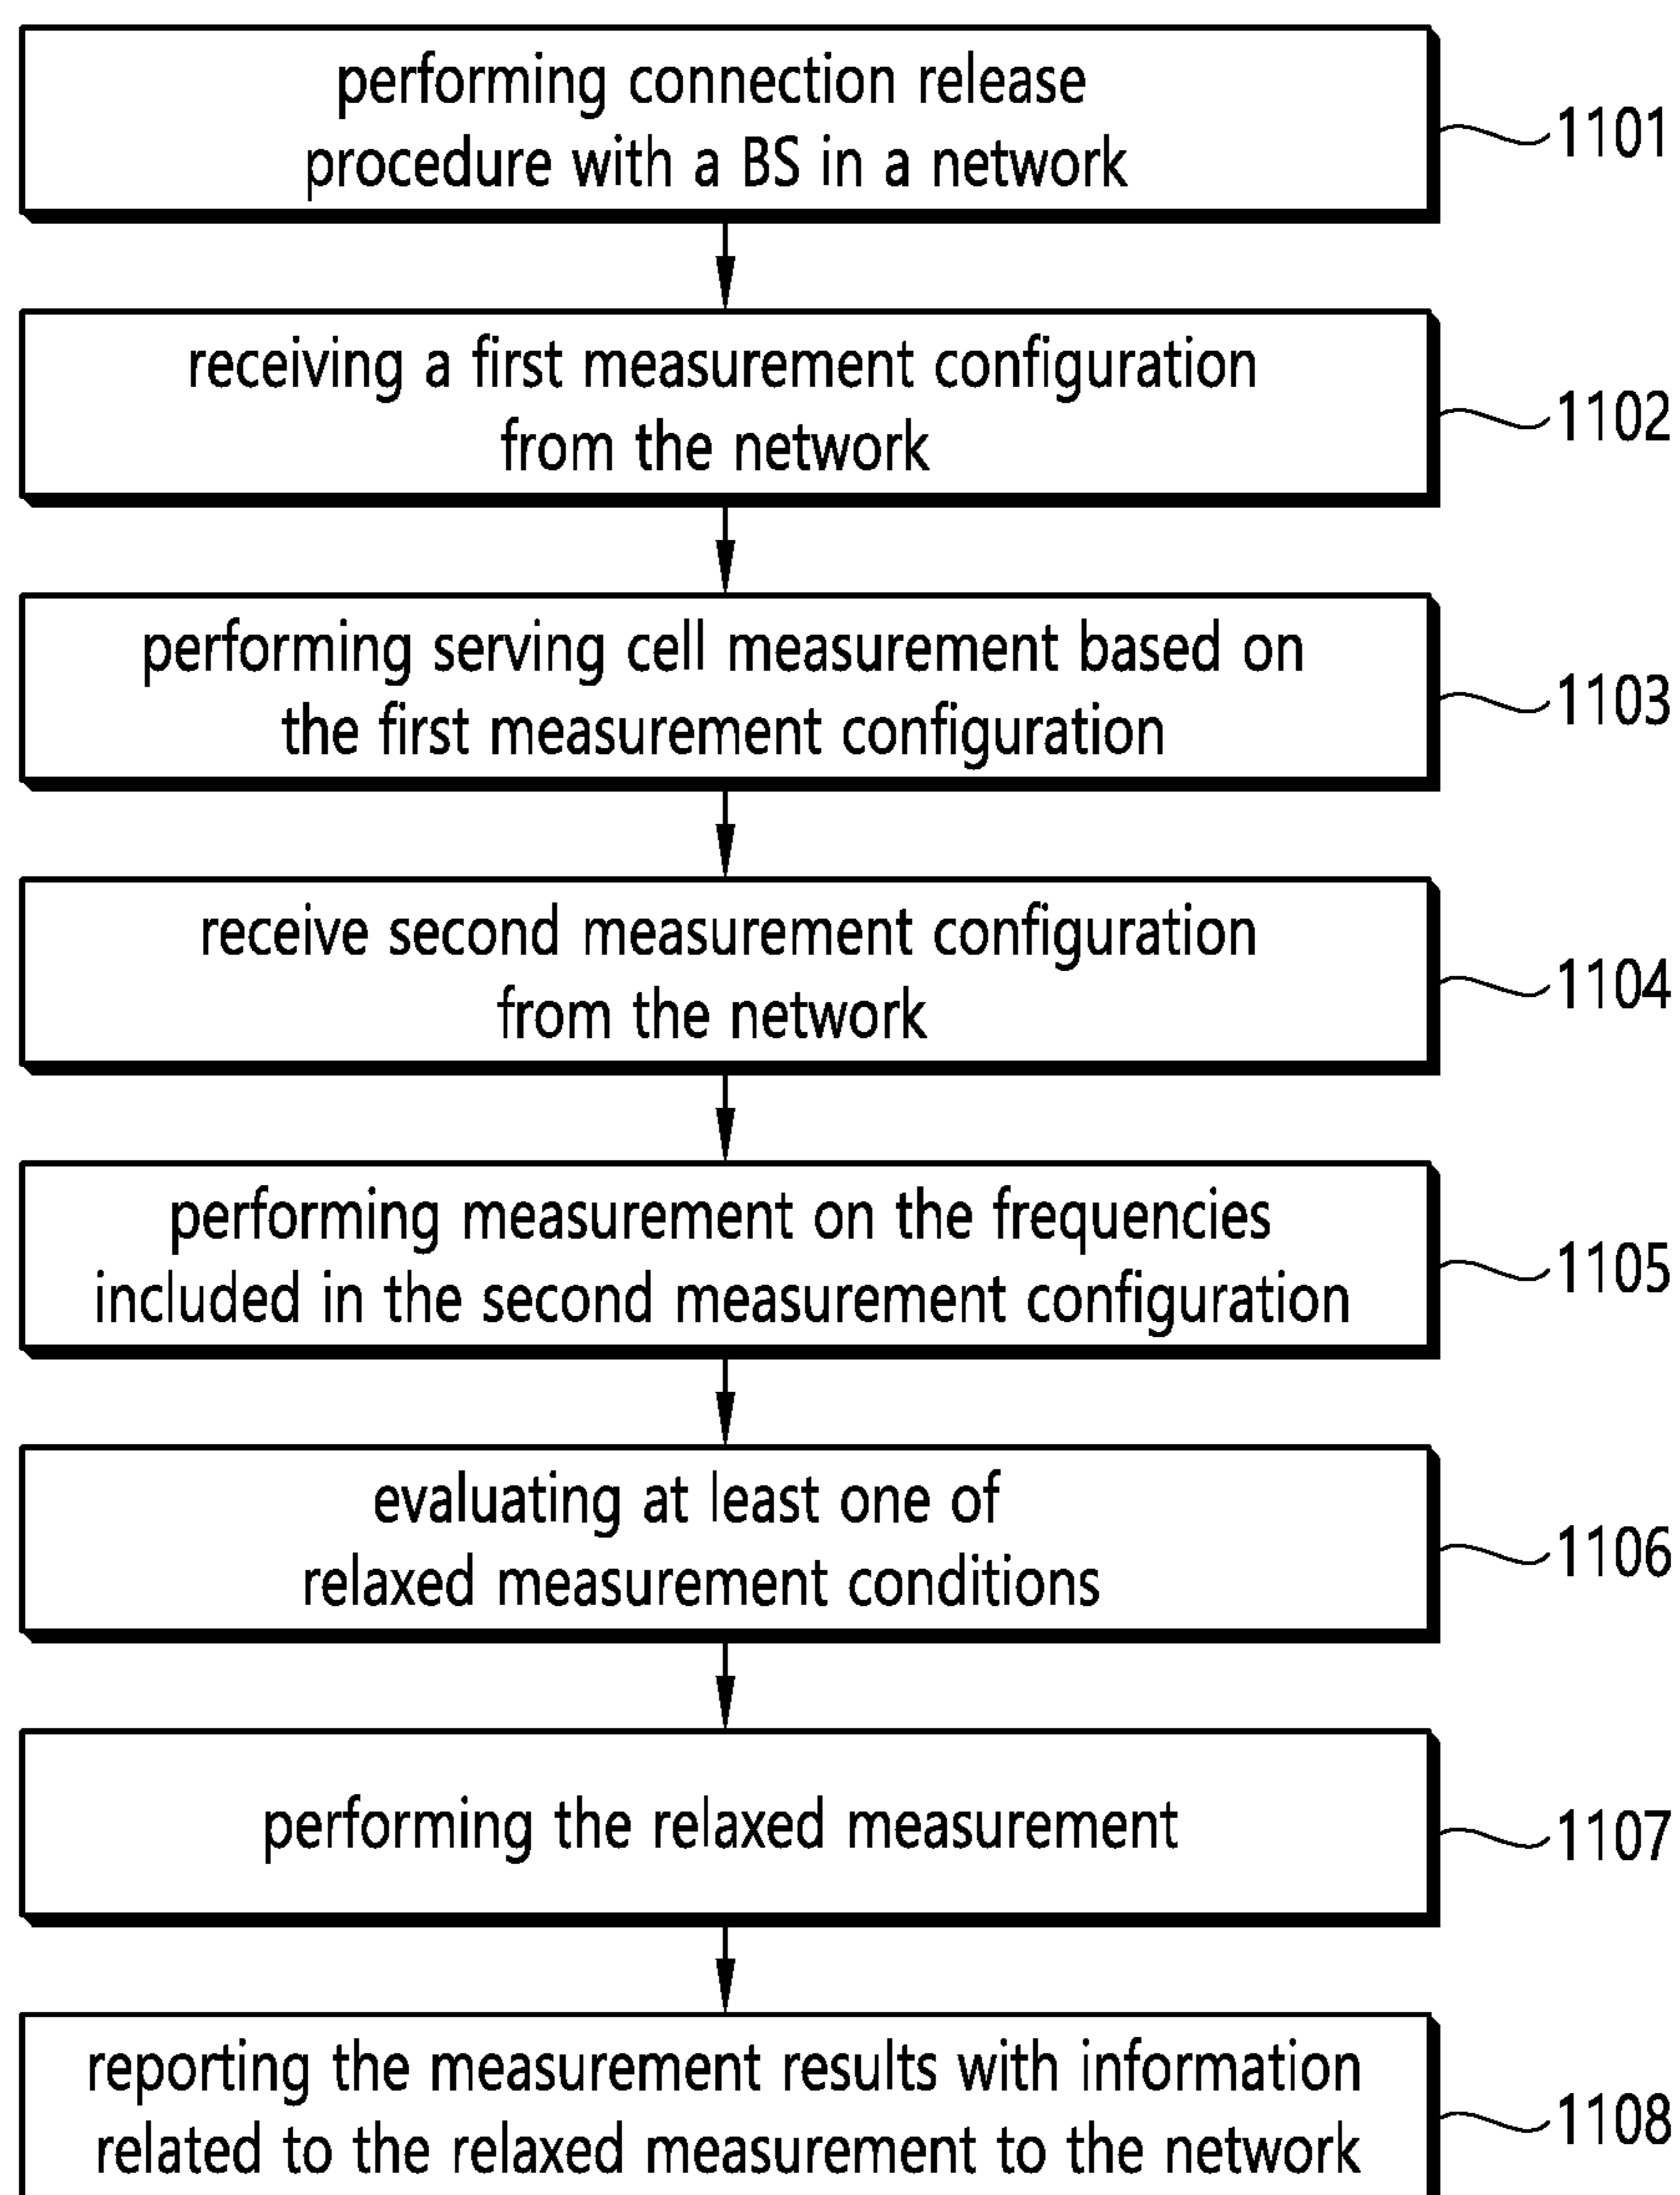 performing connection release
procedure with a BS in a network
1101
receiving a first measurement configuration
from the network
1102
performing serving cell measurement based on
the first measurement configuration
1103
receive second measurement configuration
from the network
1104
performing measurement on the frequencies
included in the second measurement configuration
1105
evaluating at least one of
relaxed measurement conditions
1106
performing the relaxed measurement
1107
reporting the measurement results with information
related to the relaxed measurement to the network
1108